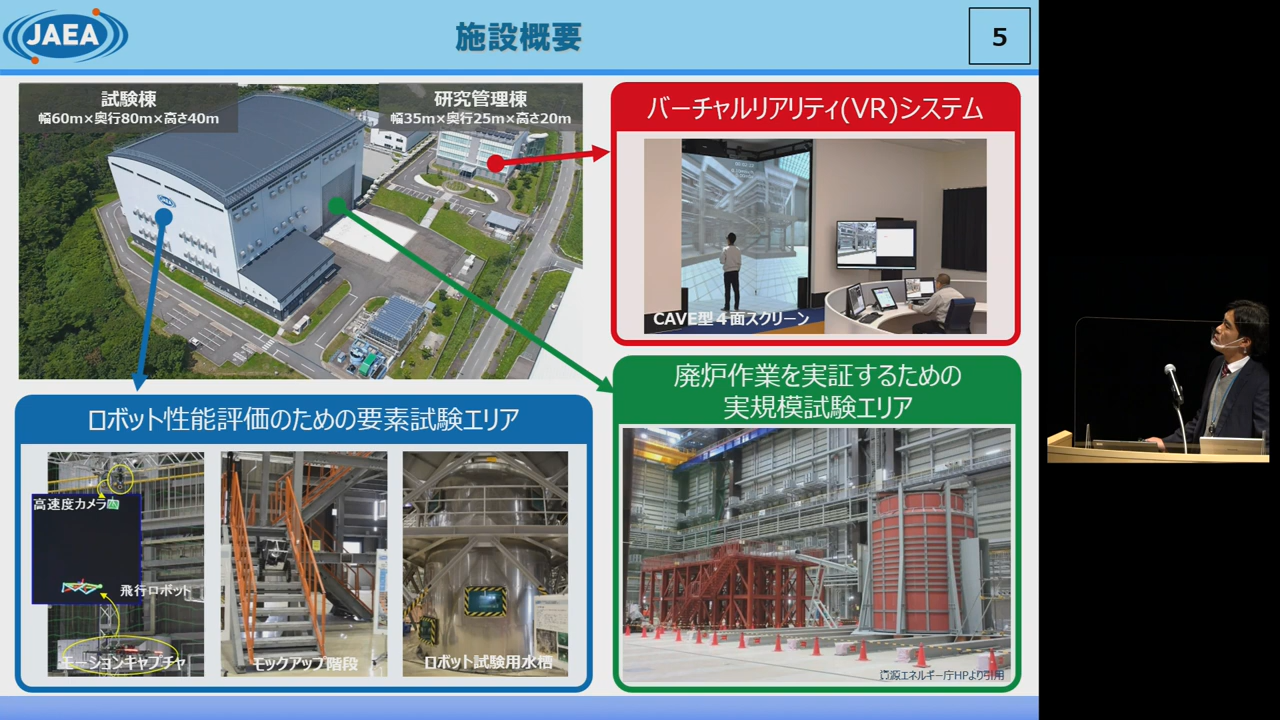 JAEA
施設概要
5
試験棟
幅60m×奥行80m×高さ40m
研究管理棟
幅35m×奥行25m×高さ20m
バーチャルリアリティ(VR)システム
CAVE型４面スクリーン
廃炉作業を実証するための
実規模試験エリア
資源エネルギー庁HPより引用
ロボット性能評価のための要素試験エリア
高速度カメラ
飛行ロボット
モーションキャプチャ
モックアップ階段
ロボット試験用水槽